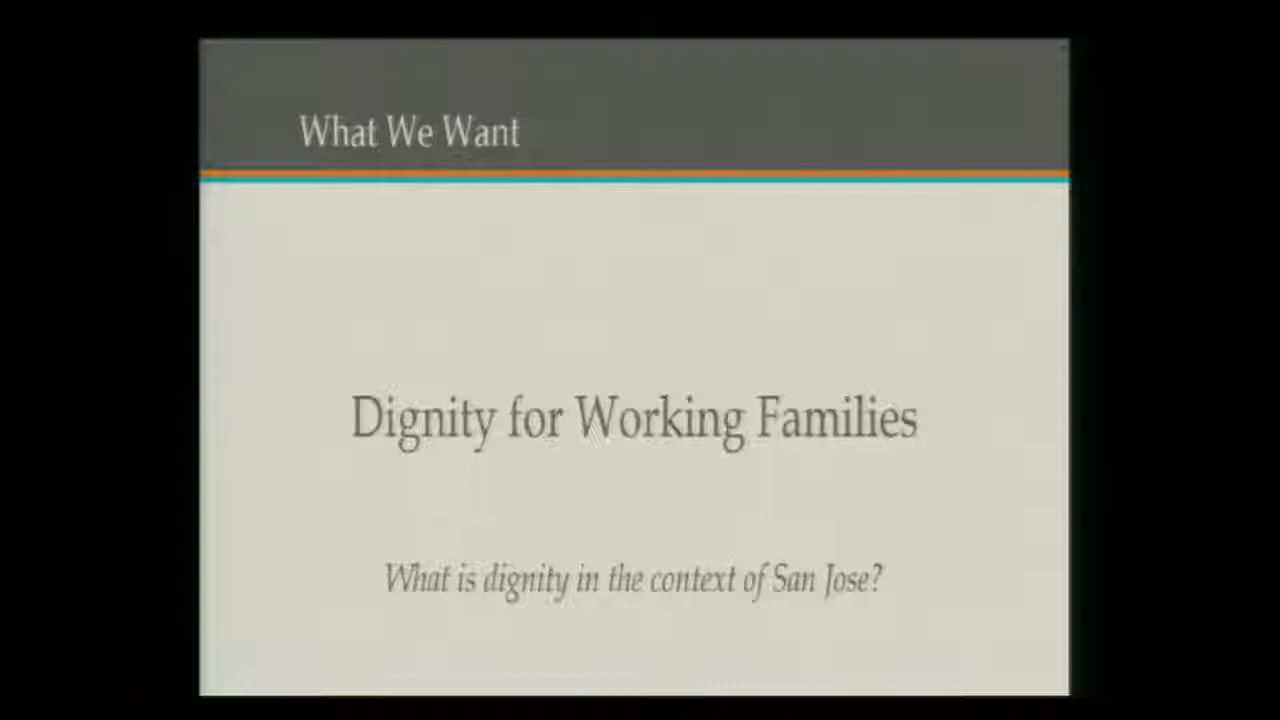 What We Want
Dignity for Working Families
What is dignity in the context of San Jose?